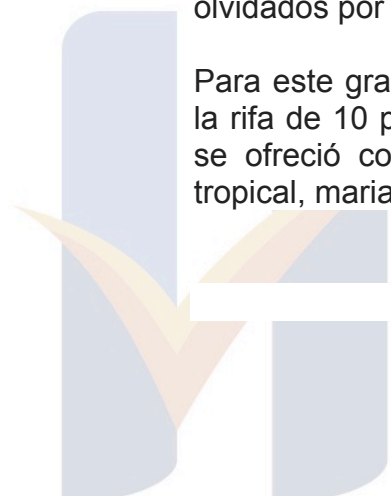 olvidados por
Para este gra
la rifa de 10 p
se ofreció co
tropical, maria